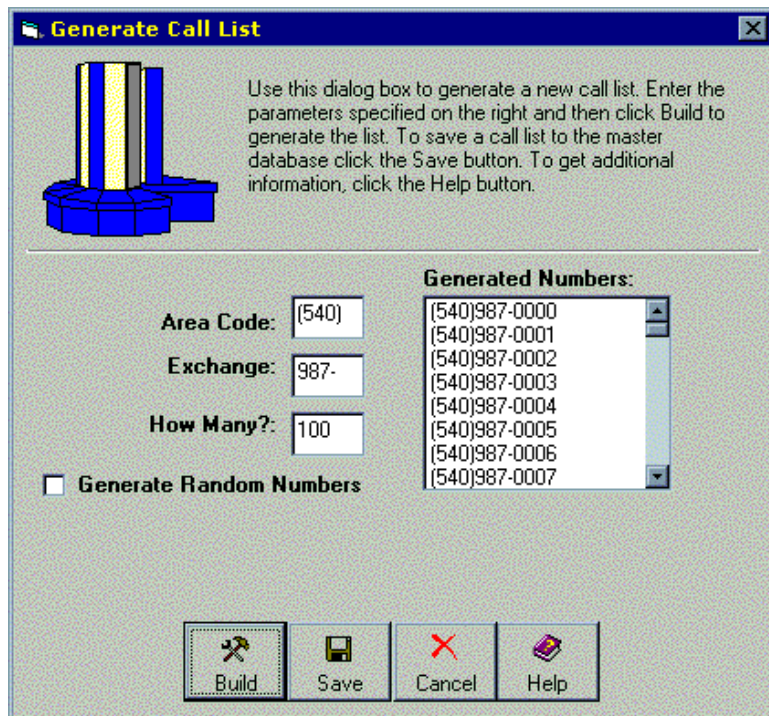 Generate Call List
Use this dialog box to generate a new call list. Enter the
parameters specified on the right and then click Build to
generate the list. To save a call list to the master
database click the Save button. To get additional
information, click the Help button.
Generated Numbers:
Area Code:
(540)
Exchange:
987-
How Many?:
100
Generate Random Numbers
(540)987-0000
(540)987-0001
(540)987-0002
(540)987-0003
(540)987-0004
(540)987-0005
(540)987-0006
(540)987-0007
Build
Save
Cancel
Help